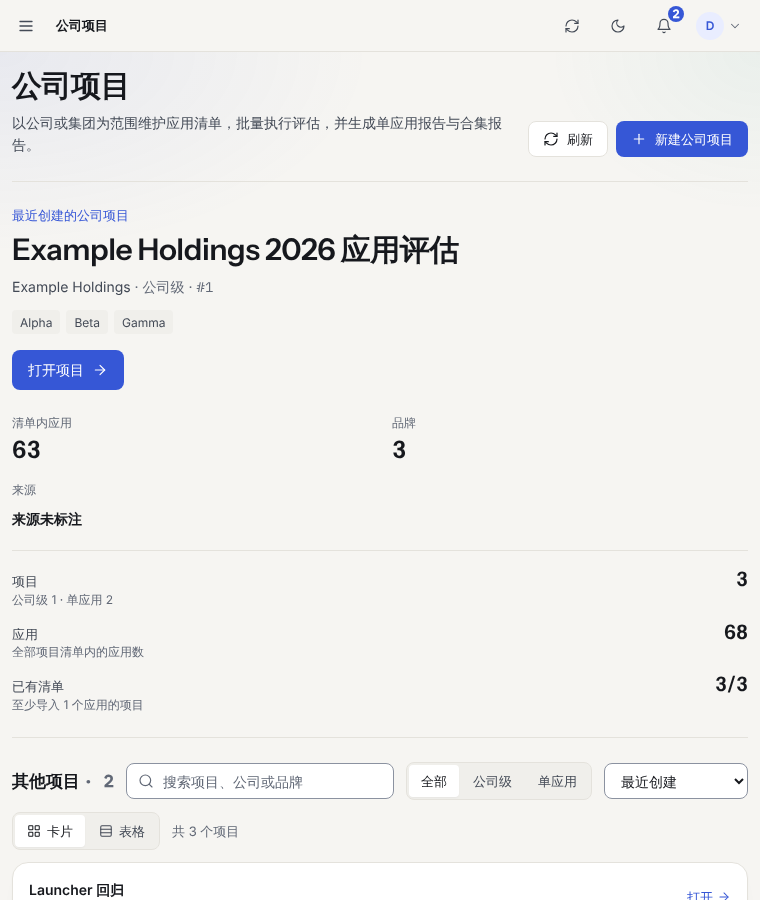 公司项目
2
D
公司项目
以公司或集团为范围维护应用清单，批量执行评估，并生成单应用报告与合集报
告。
刷新
新建公司项目
最近创建的公司项目
Example Holdings 2026 应用评估
Example Holdings · 公司级 · #1
Alpha Beta Gamma
打开项目
清单内应用 品牌
63 3
来源
来源未标注
项目 3
公司级 1 · 单应用 2
应用 68
全部项目清单内的应用数
已有清单 3/3
至少导入 1 个应用的项目
其他项目 · 2 搜索项目、公司或品牌 全部 公司级 单应用 最近创建
卡片 表格 共 3 个项目
Launcher 回归
打开